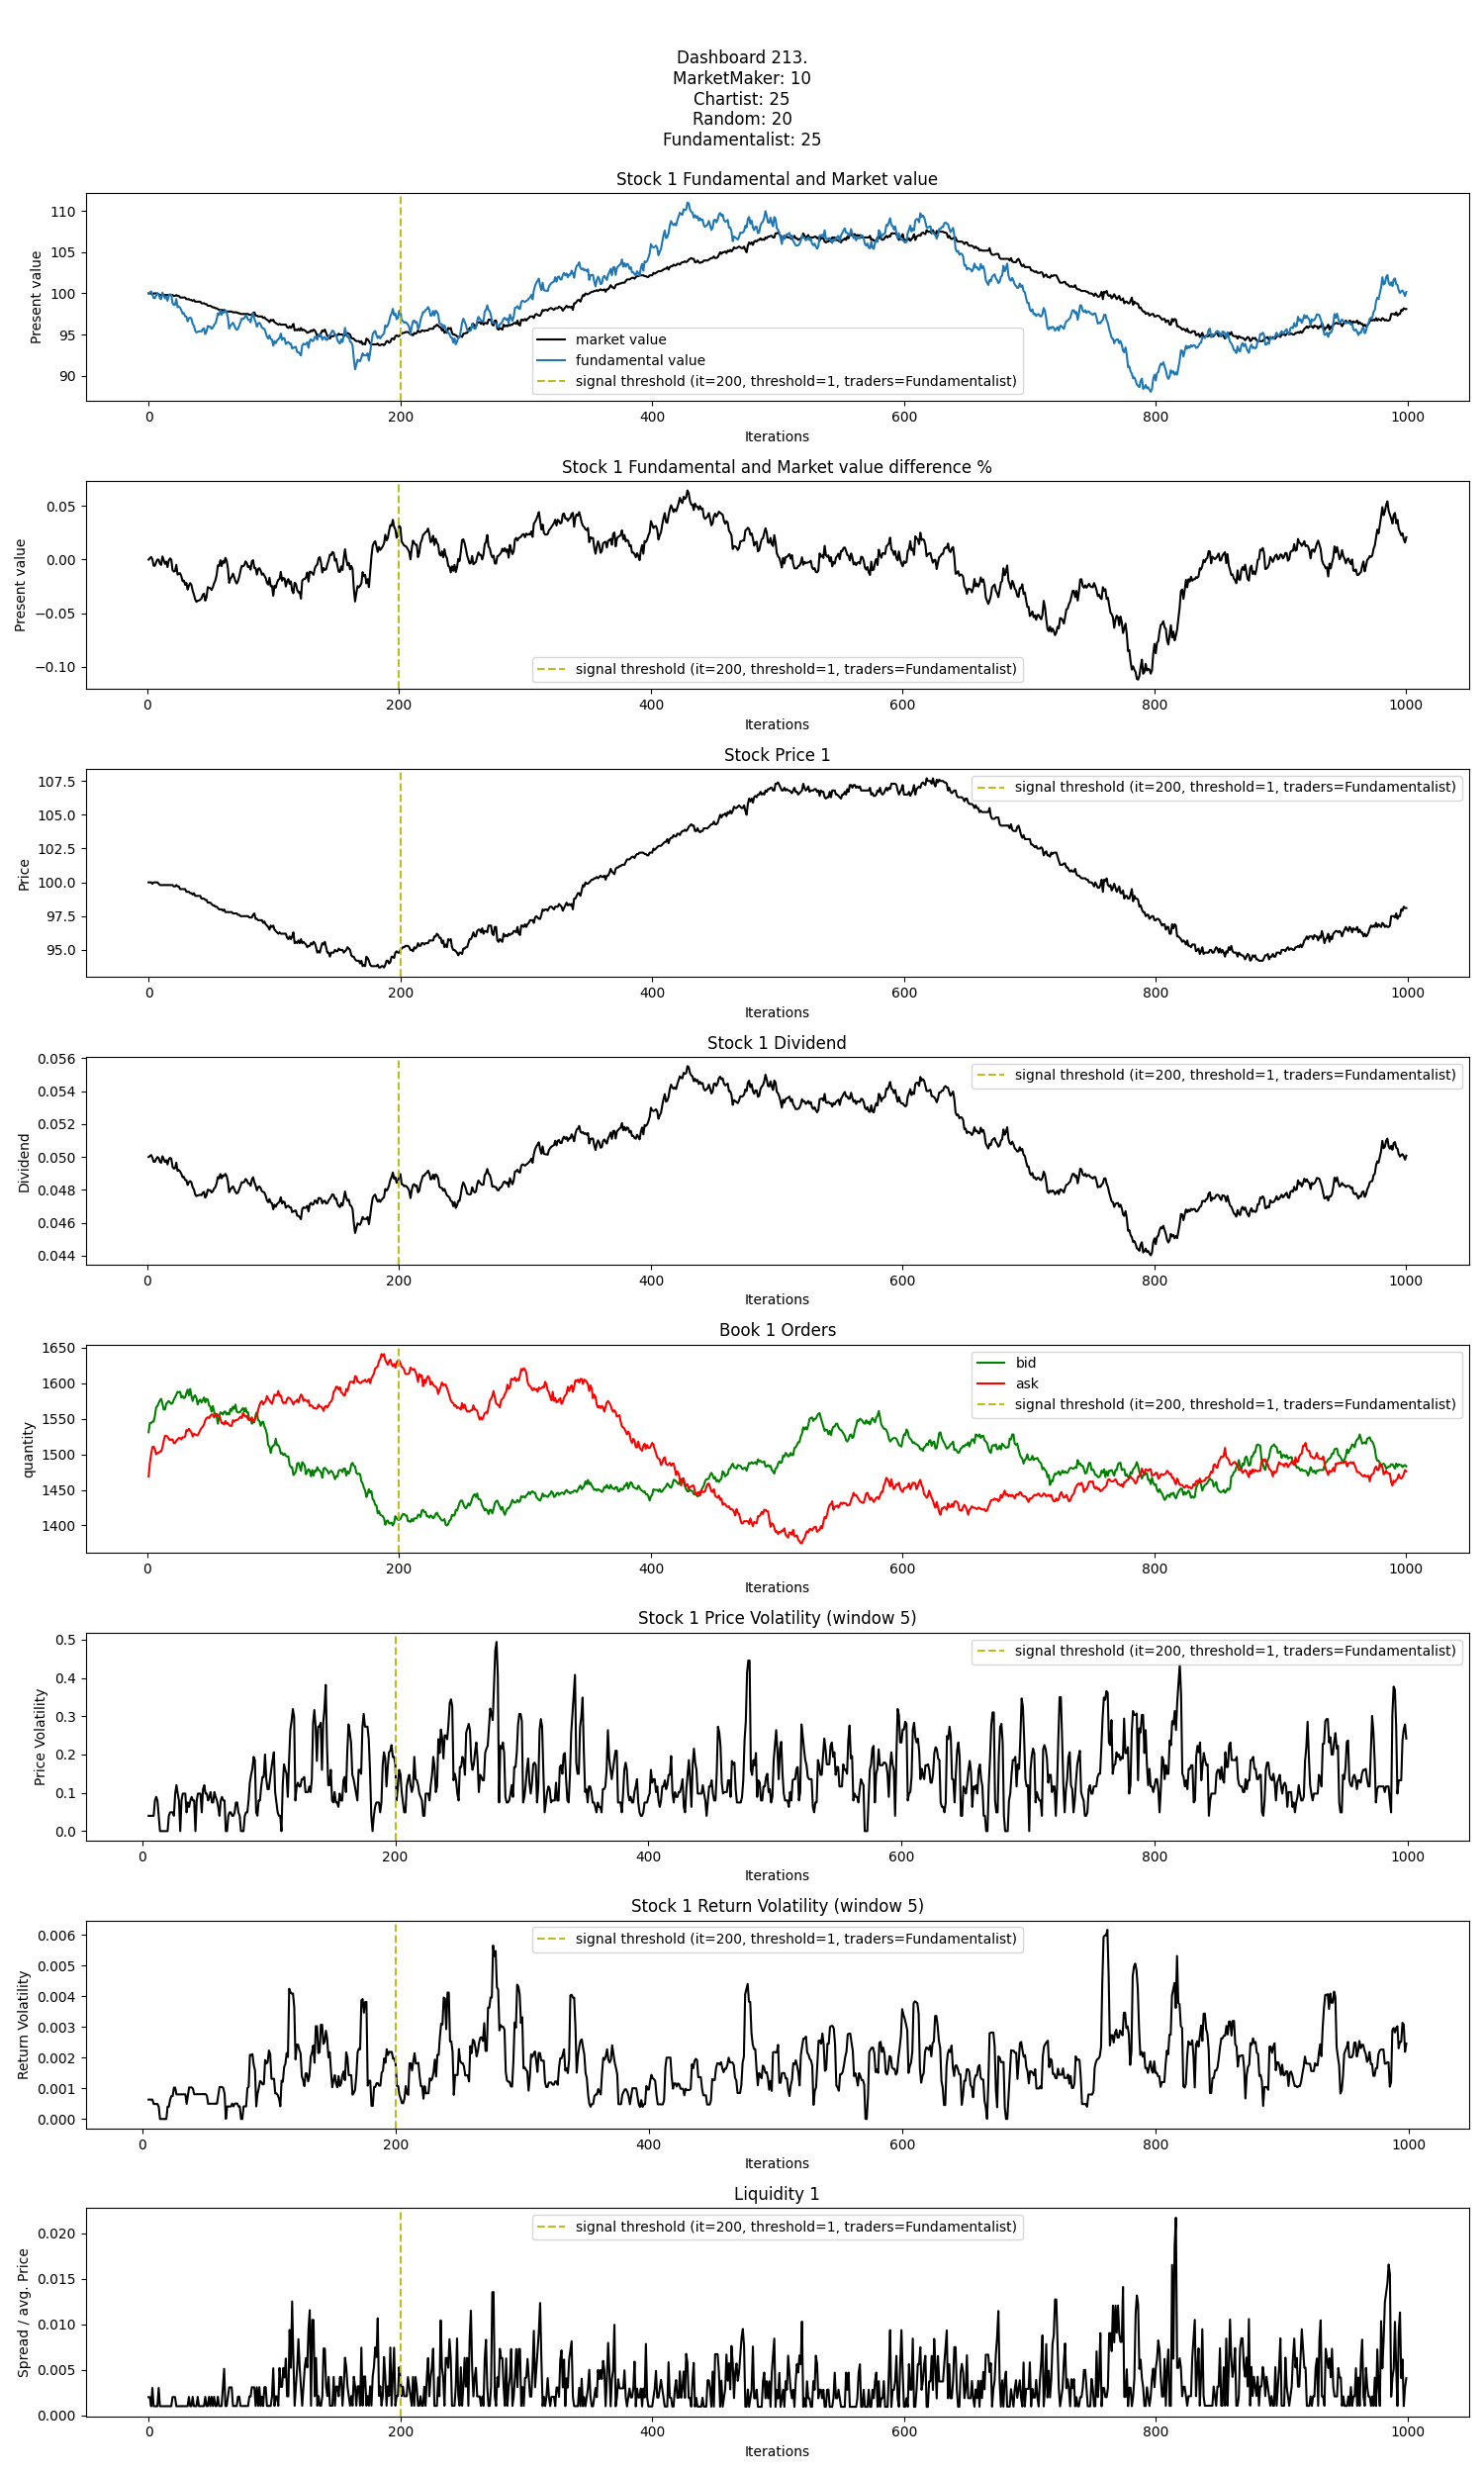 Dashboard 213.
MarketMaker: 10
Chartist: 25
Random: 20
Fundamentalist: 25
Stock 1 Fundamental and Market value
Present value
110
105
100
95
90
market value
fundamental value
signal threshold (it=200, threshold=1, traders=Fundamentalist)
0 200 400 600 800 1000
Iterations
Stock 1 Fundamental and Market value difference %
Present value
0.05
0.00
−0.05
−0.10
signal threshold (it=200, threshold=1, traders=Fundamentalist)
0 200 400 600 800 1000
Iterations
Stock Price 1
Price
107.5
105.0
102.5
100.0
97.5
95.0
signal threshold (it=200, threshold=1, traders=Fundamentalist)
0 200 400 600 800 1000
Iterations
Stock 1 Dividend
Dividend
0.056
0.054
0.052
0.050
0.048
0.046
0.044
signal threshold (it=200, threshold=1, traders=Fundamentalist)
0 200 400 600 800 1000
Iterations
Book 1 Orders
quantity
1650
1600
1550
1500
1450
1400
bid
ask
signal threshold (it=200, threshold=1, traders=Fundamentalist)
0 200 400 600 800 1000
Iterations
Stock 1 Price Volatility (window 5)
Price Volatility
0.5
0.4
0.3
0.2
0.1
0.0
signal threshold (it=200, threshold=1, traders=Fundamentalist)
0 200 400 600 800 1000
Iterations
Stock 1 Return Volatility (window 5)
Return Volatility
0.006
0.005
0.004
0.003
0.002
0.001
0.000
signal threshold (it=200, threshold=1, traders=Fundamentalist)
0 200 400 600 800 1000
Iterations
Liquidity 1
Spread / avg. Price
0.020
0.015
0.010
0.005
0.000
signal threshold (it=200, threshold=1, traders=Fundamentalist)
0 200 400 600 800 1000
Iterations